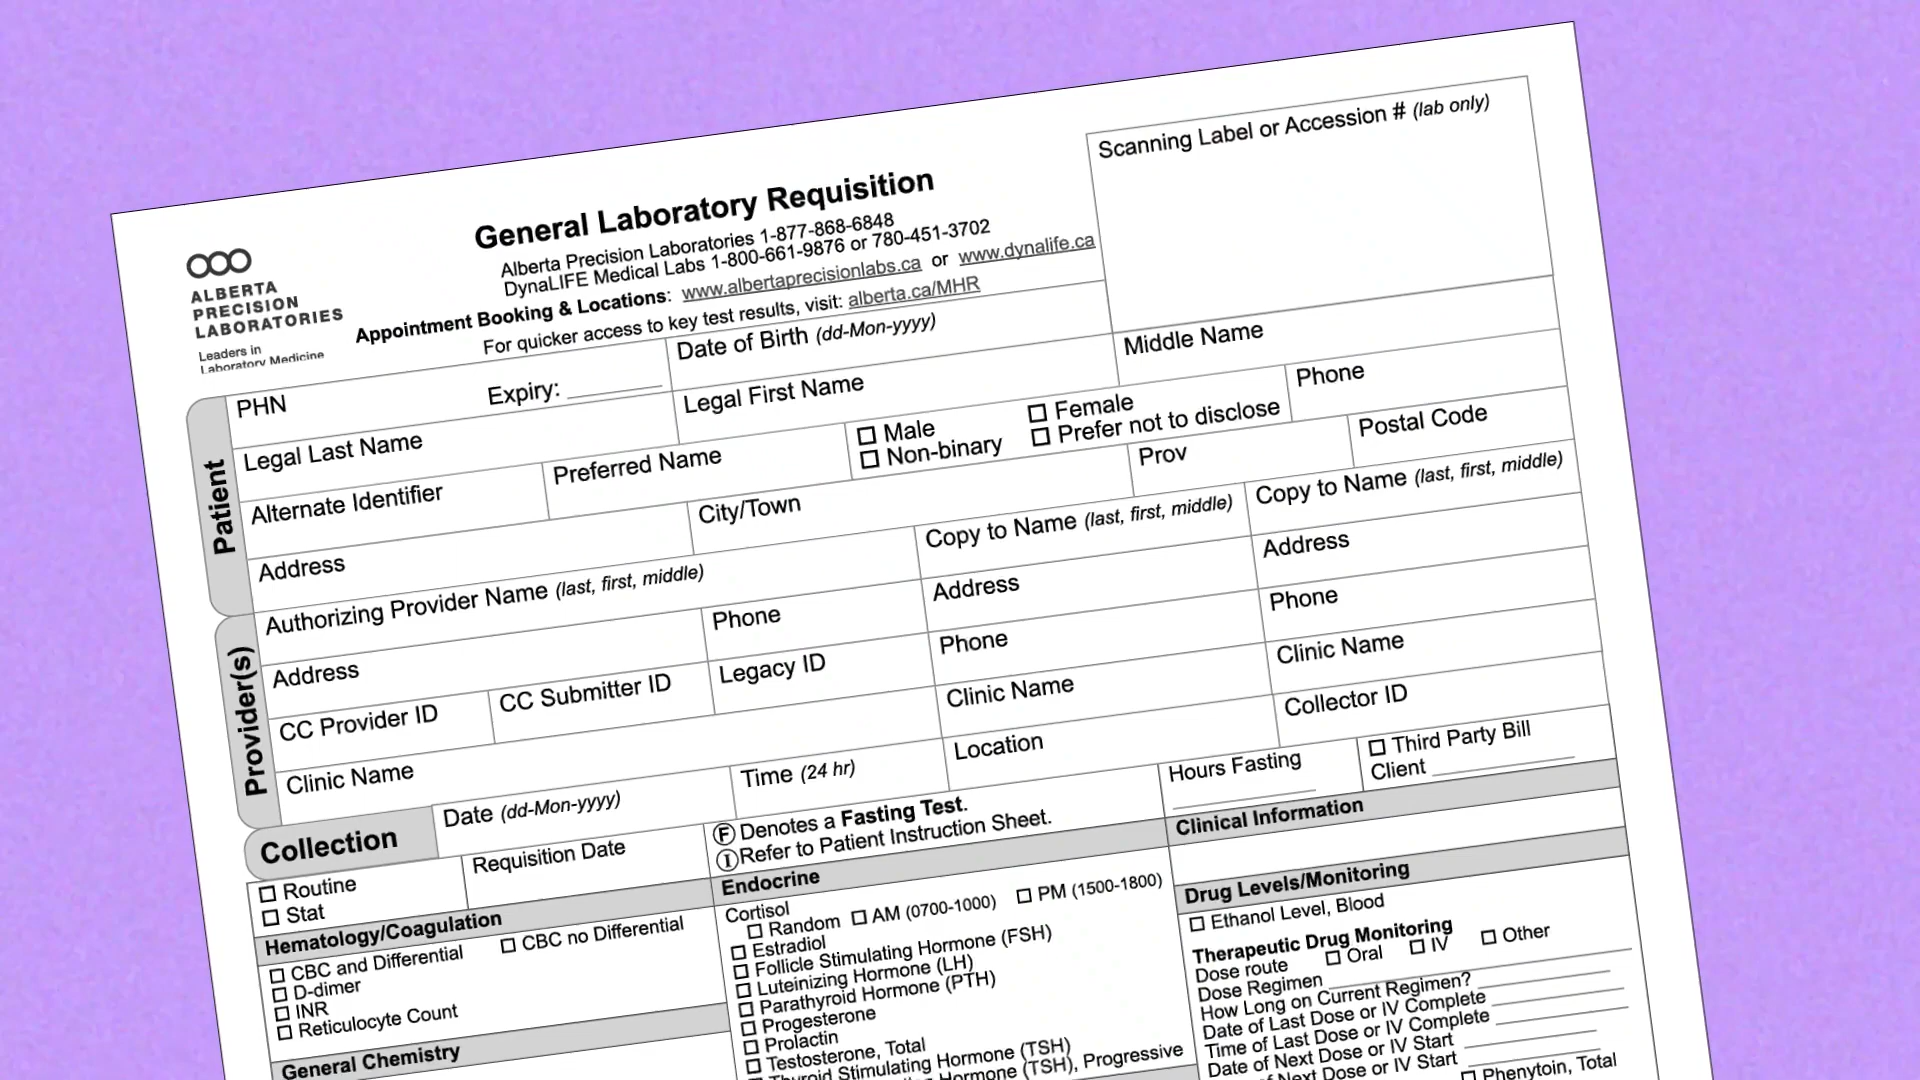 Scanning Label or Accession # (lab only)
ALBERTA
PRECISION
LABORATORIES
Leaders in
Laboratory Medicine
General Laboratory Requisition
Alberta Precision Laboratories 1-877-868-6848
DynaLIFE Medical Labs 1-800-661-9876 or 780-451-3702
Appointment Booking & Locations: www.albertaprecisionlabs.ca or www.dynalife.ca
For quicker access to key test results, visit: alberta.ca/MHR
Patient
PHN Expiry: Date of Birth (dd-Mon-yyyy)
Legal Last Name Legal First Name Middle Name
Alternate Identifier Preferred Name Male Female Phone
Non-binary Prefer not to disclose
Address City/Town Prov Postal Code
Provider(s)
Authorizing Provider Name (last, first, middle) Copy to Name (last, first, middle) Copy to Name (last, first, middle)
Address Phone Address Address
CC Provider ID CC Submitter ID Legacy ID Phone Phone
Clinic Name Clinic Name Clinic Name
Collection Date (dd-Mon-yyyy) Time (24 hr) Location Collector ID
Routine
Stat
Requisition Date
F Denotes a Fasting Test.
I Refer to Patient Instruction Sheet.
Hours Fasting
Third Party Bill
Client
Hematology/Coagulation
CBC and Differential CBC no Differential
D-dimer
INR
Reticulocyte Count
General Chemistry
Endocrine
Cortisol
Random AM (0700-1000) PM (1500-1800)
Estradiol
Follicle Stimulating Hormone (FSH)
Luteinizing Hormone (LH)
Parathyroid Hormone (PTH)
Progesterone
Prolactin
Testosterone, Total
Thyroid Stimulating Hormone (TSH)
Hormone (TSH), Progressive
Clinical Information
Drug Levels/Monitoring
Ethanol Level, Blood
Therapeutic Drug Monitoring
Dose route Oral IV Other
Dose Regimen
How Long on Current Regimen?
Date of Last Dose or IV Complete
Time of Last Dose or IV Complete
Date of Next Dose or IV Start
Next Dose or IV Start
Phenytoin, Total